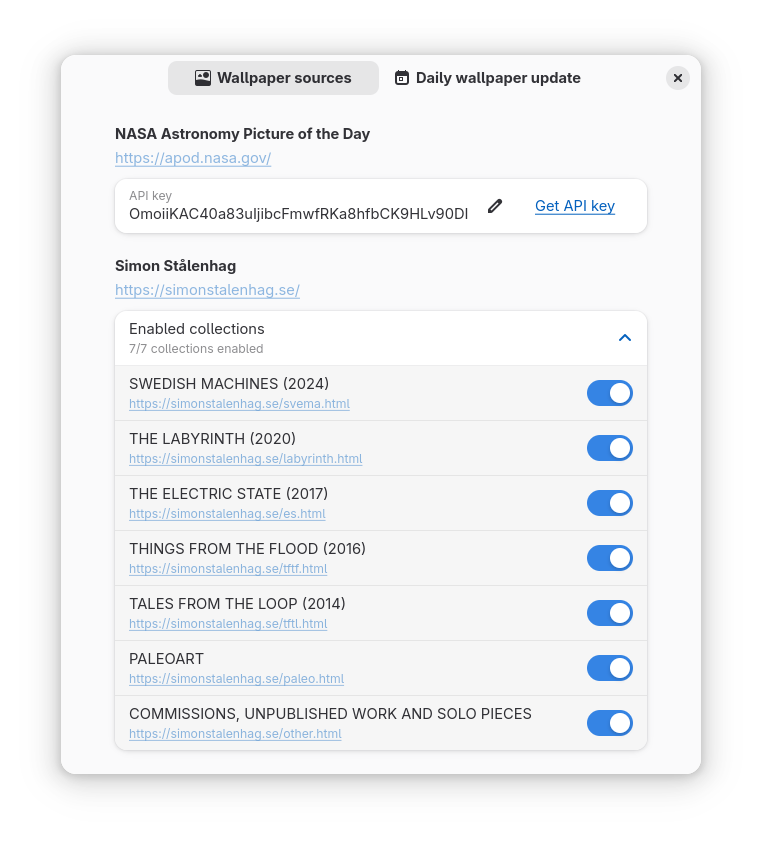 Wallpaper sources
Daily wallpaper update
NASA Astronomy Picture of the Day
https://apod.nasa.gov/
API key
OmoiiKAC40a83uljibcFmwfRKa8hfbCK9HLv90DI
Get API key
Simon Stålenhag
https://simonstalenhag.se/
Enabled collections
7/7 collections enabled
SWEDISH MACHINES (2024)
https://simonstalenhag.se/svema.html
THE LABYRINTH (2020)
https://simonstalenhag.se/labyrinth.html
THE ELECTRIC STATE (2017)
https://simonstalenhag.se/es.html
THINGS FROM THE FLOOD (2016)
https://simonstalenhag.se/tftf.html
TALES FROM THE LOOP (2014)
https://simonstalenhag.se/tftl.html
PALEOART
https://simonstalenhag.se/paleo.html
COMMISSIONS, UNPUBLISHED WORK AND SOLO PIECES
https://simonstalenhag.se/other.html